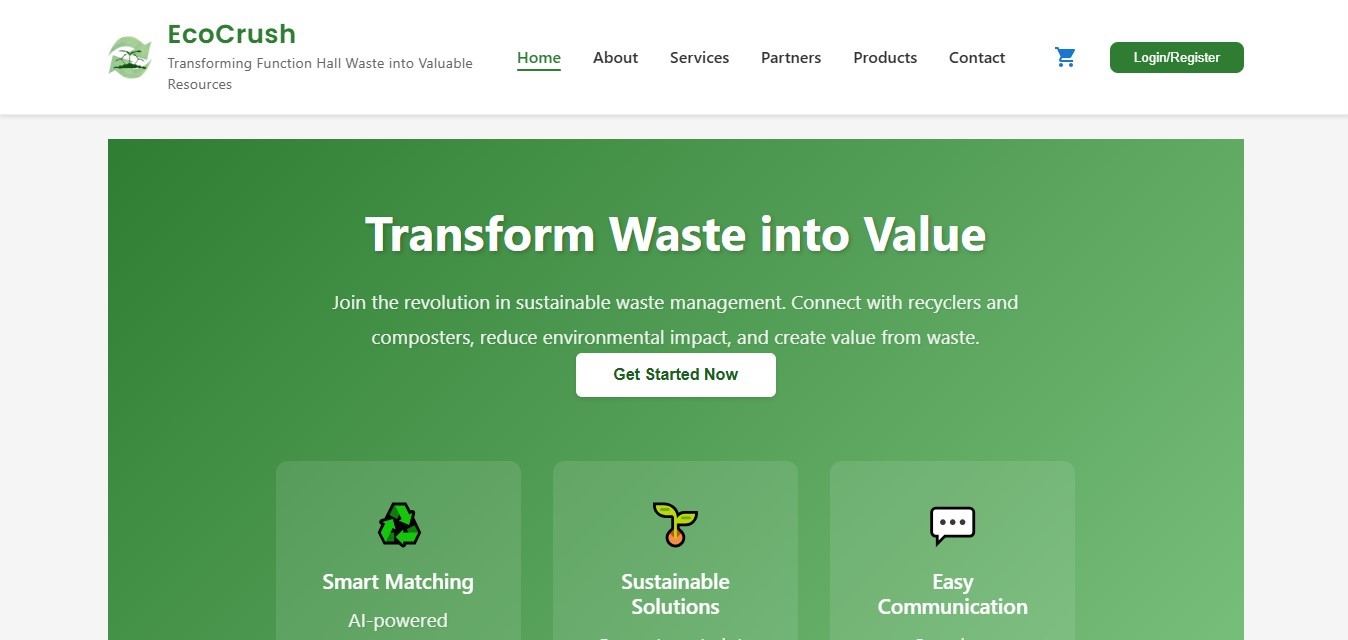 EcoCrush
Transforming Function Hall Waste into Valuable
Resources
Home About Services Partners Products Contact Login/Register
Transform Waste into Value
Join the revolution in sustainable waste management. Connect with recyclers and
composters, reduce environmental impact, and create value from waste.
Get Started Now
Smart Matching
AI-powered
Sustainable
Solutions
Easy
Communication